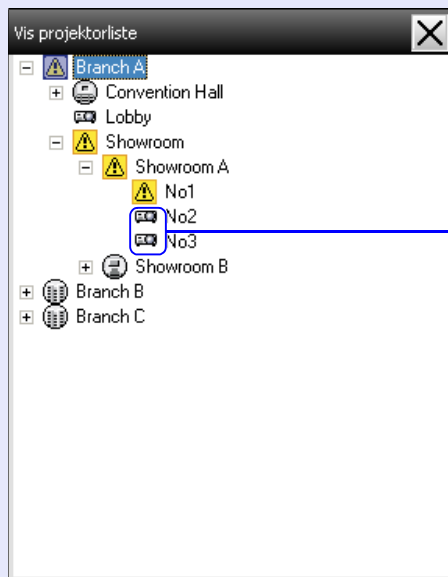 Vis projektorliste
Branch A
Convention Hall
Lobby
Showroom
Showroom A
No1
No2
No3
Showroom B
Branch B
Branch C